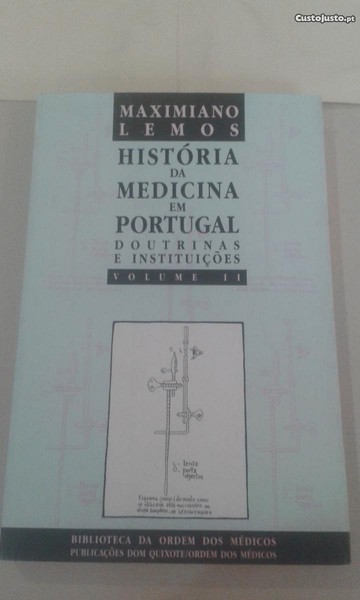 CustoJusto.pt
MAXIMIANO
LEMOS
HISTÓRIA
DA
MEDICINA
EM
PORTUGAL
DOUTRINAS
E INSTITUIÇÕES
VOLUME II
BIBLIOTECA DA ORDEM DOS MÉDICOS
PUBLICAÇÕES DOM QUIXOTE/ORDEM DOS MÉDICOS